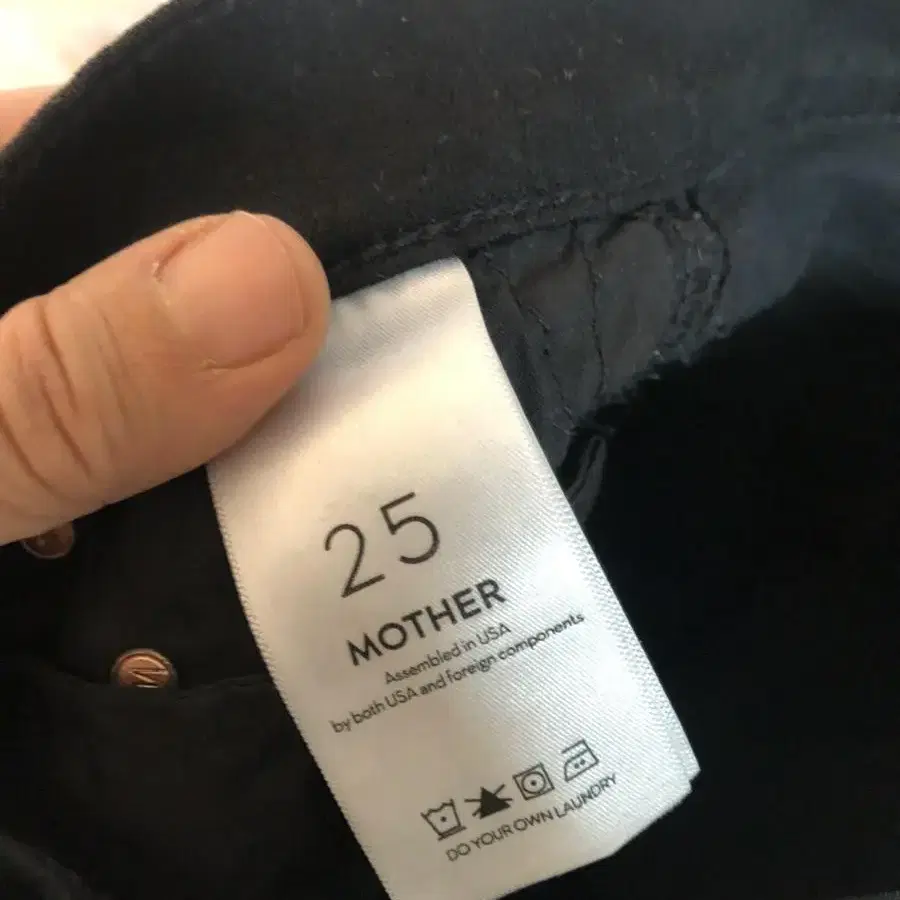 25
MOTHER
Assembled in USA
by both USA and foreign components
DO YOUR OWN LAUNDRY
M